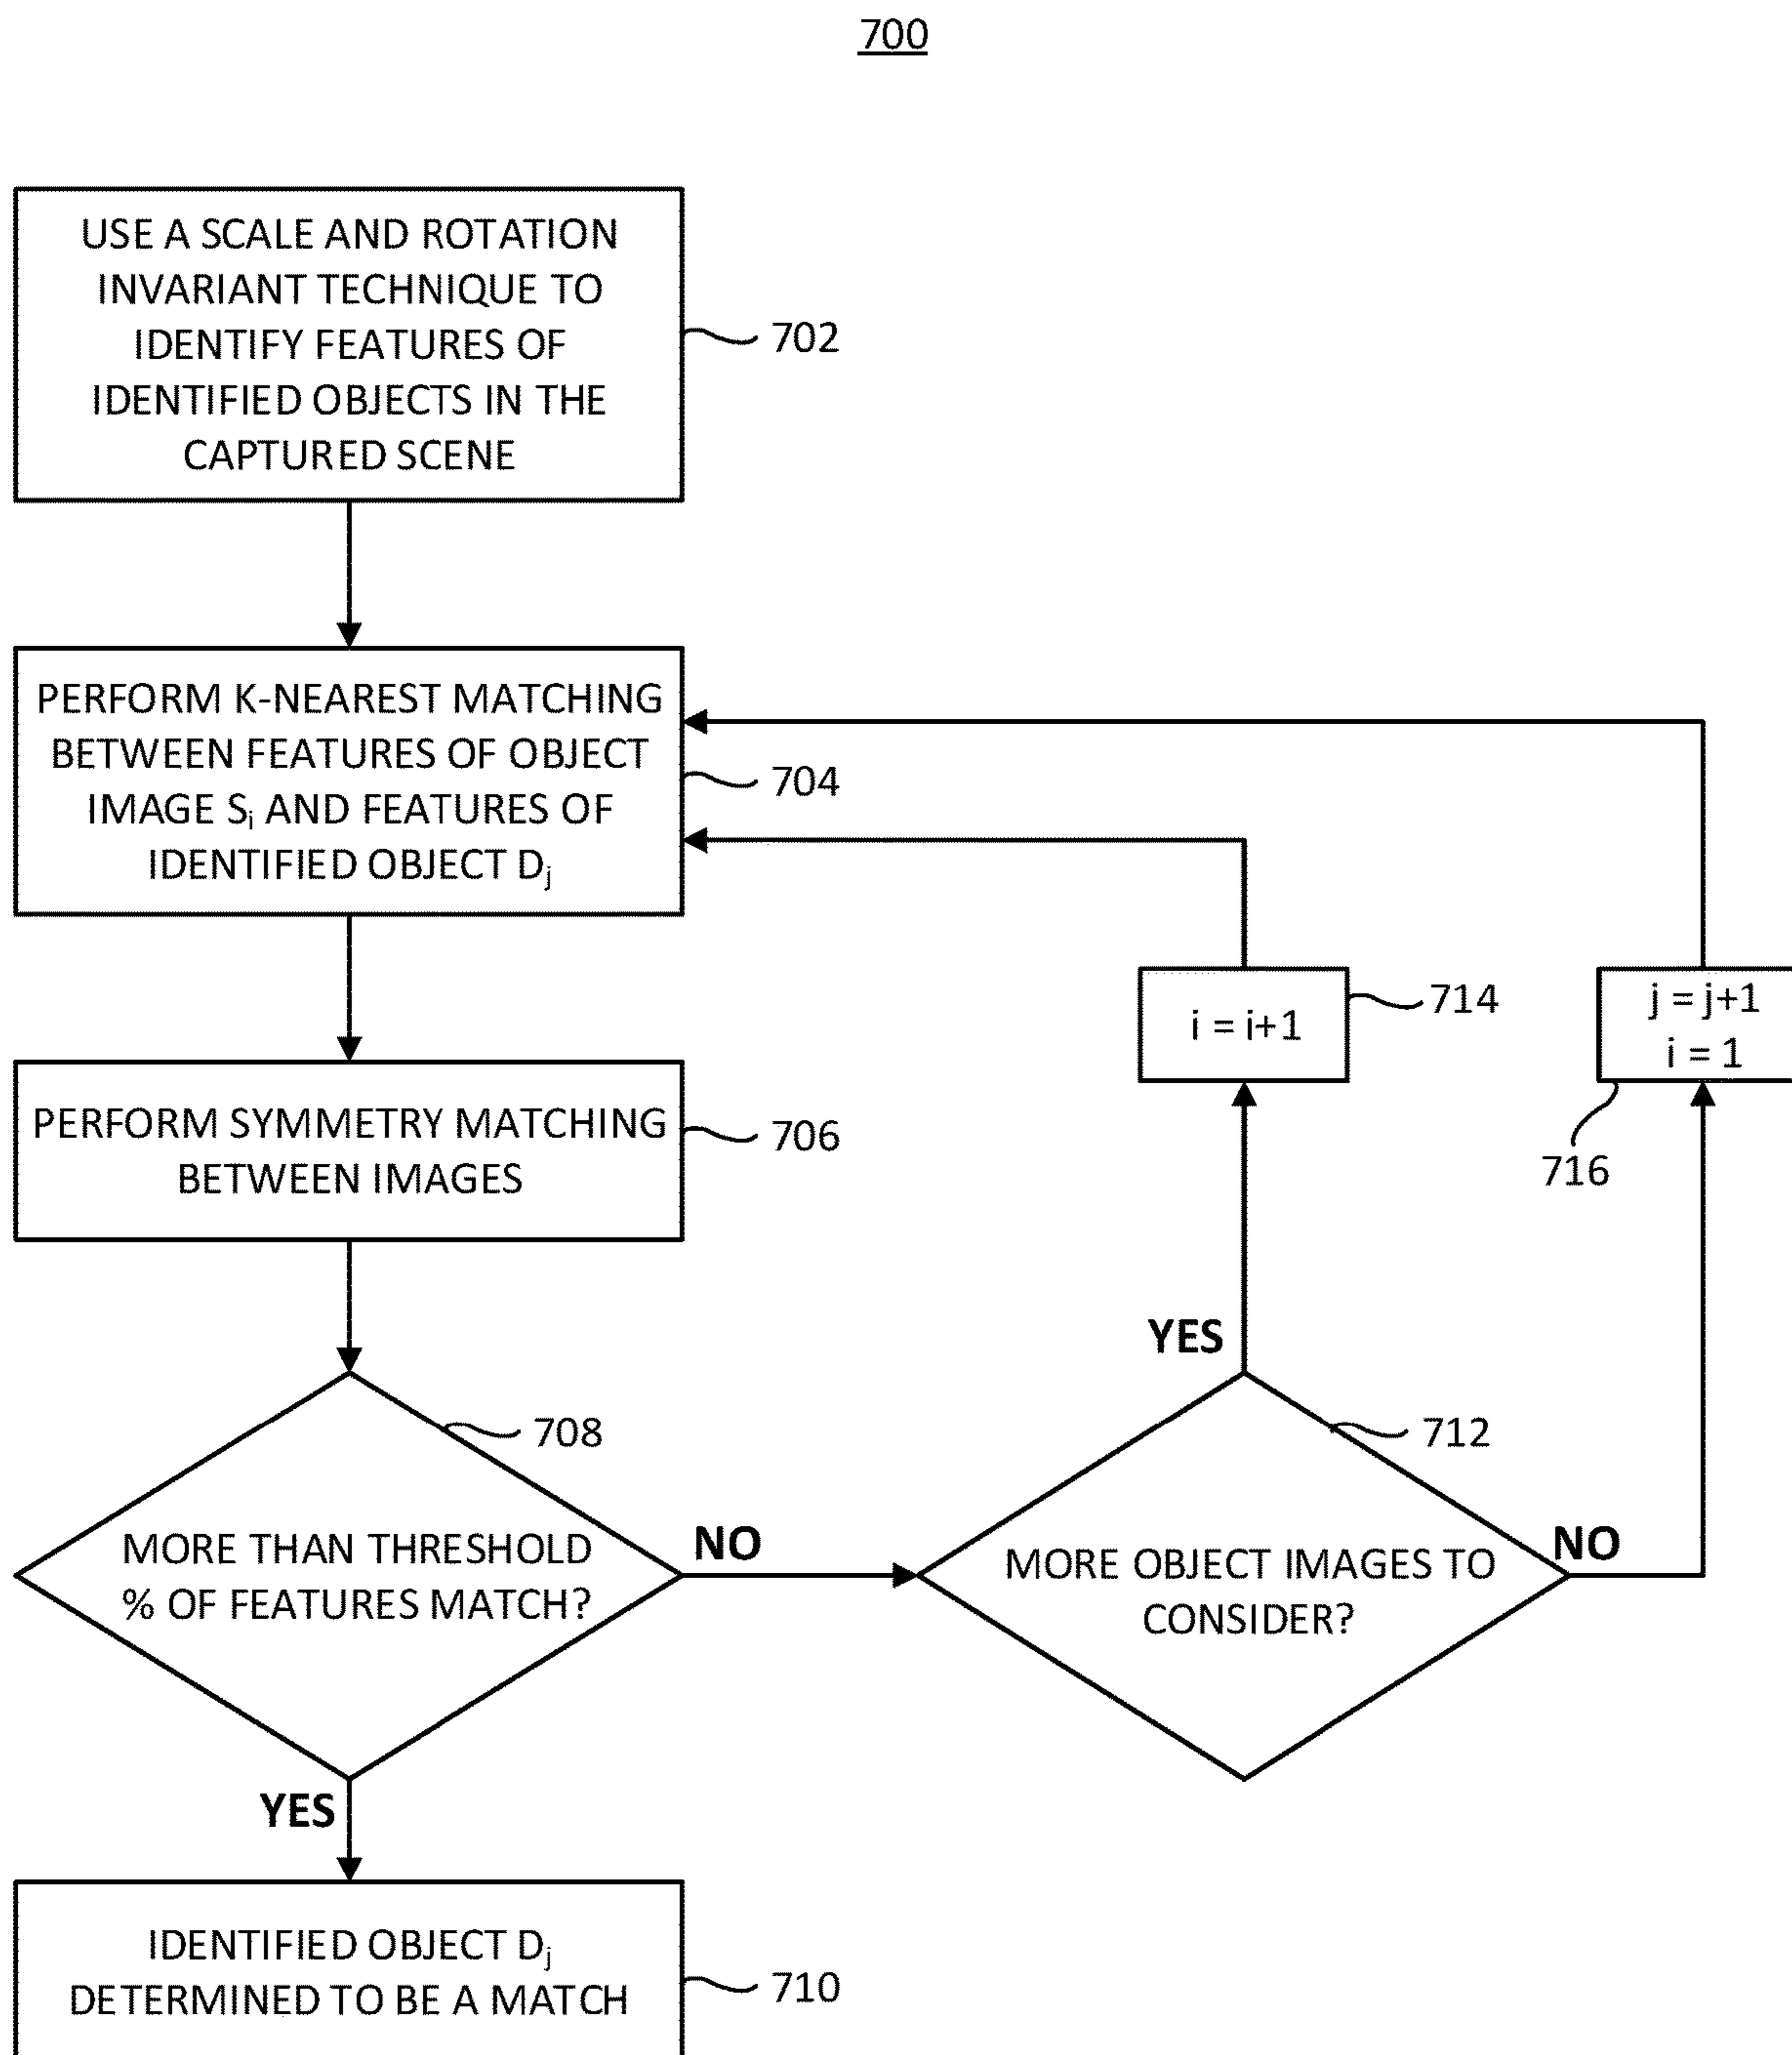 700
USE A SCALE AND ROTATION
INVARIANT TECHNIQUE TO
IDENTIFY FEATURES OF
IDENTIFIED OBJECTS IN THE
CAPTURED SCENE
702
PERFORM K-NEAREST MATCHING
BETWEEN FEATURES OF OBJECT
IMAGE Si AND FEATURES OF
IDENTIFIED OBJECT Dj
704
i = i+1
714
j = j+1
i = 1
716
PERFORM SYMMETRY MATCHING
BETWEEN IMAGES
706
YES
708
712
MORE THAN THRESHOLD
% OF FEATURES MATCH?
NO
MORE OBJECT IMAGES TO
CONSIDER?
NO
YES
IDENTIFIED OBJECT Dj
DETERMINED TO BE A MATCH
710